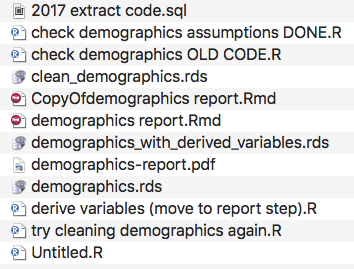 2017 extract code.sql
check demographics assumptions DONE.R
check demographics OLD CODE.R
clean_demographics.rds
CopyOfdemographics report.Rmd
demographics report.Rmd
demographics_with_derived_variables.rds
demographics-report.pdf
demographics.rds
derive variables (move to report step).R
try cleaning demographics again.R
Untitled.R